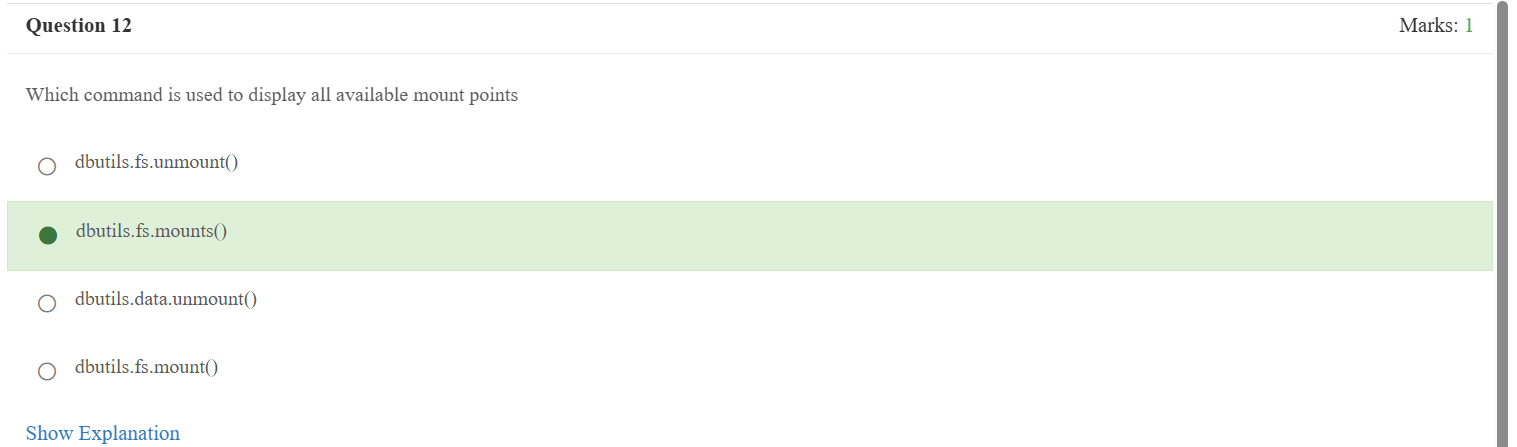 Question 12
Marks: 1
Which command is used to display all available mount points
dbutils.fs.unmount()
dbutils.fs.mounts()
dbutils.data.unmount()
dbutils.fs.mount()
Show Explanation